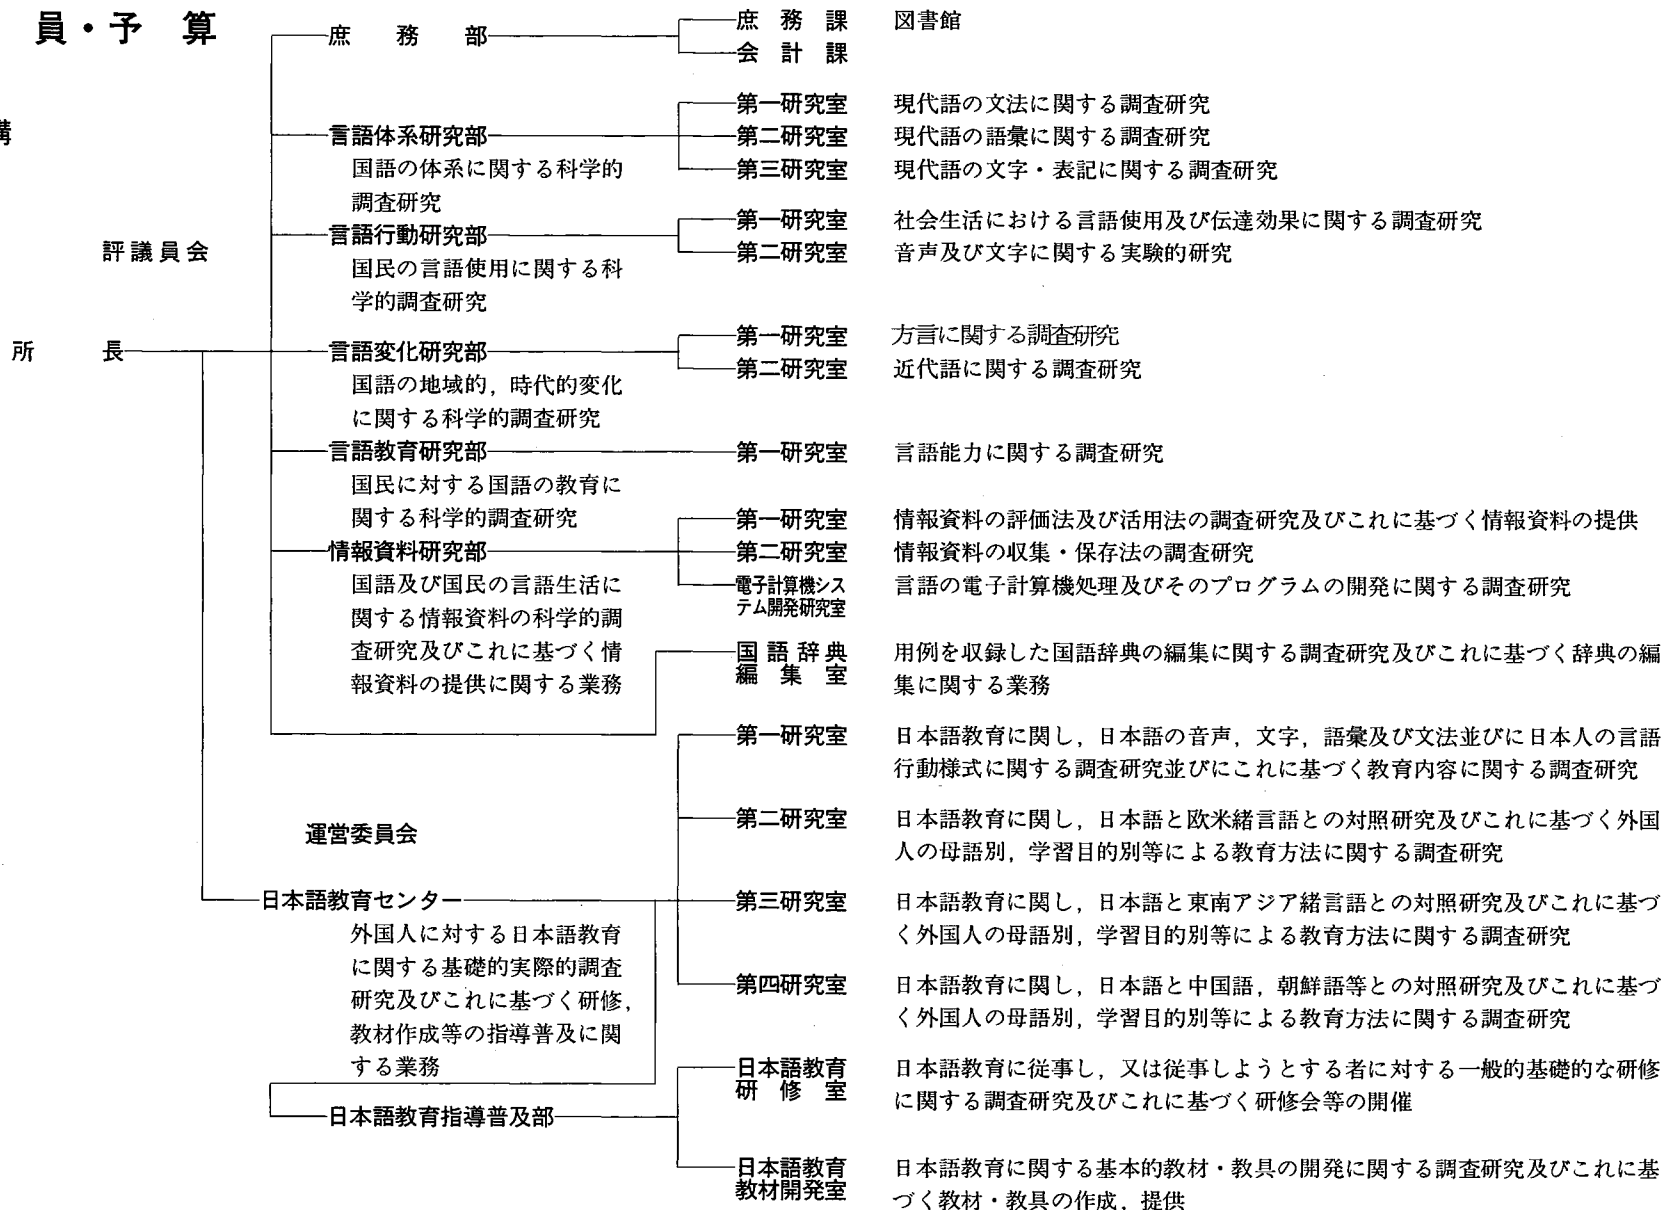 員・予算
構
評議員会
所長
庶務部
庶務課 図書館
会計課
言語体系研究部
国語の体系に関する科学的
調査研究
第一研究室 現代語の文法に関する調査研究
第二研究室 現代語の語彙に関する調査研究
第三研究室 現代語の文字・表記に関する調査研究
言語行動研究部
国民の言語使用に関する科
学的調査研究
第一研究室 社会生活における言語使用及び伝達効果に関する調査研究
第二研究室 音声及び文字に関する実験的研究
言語変化研究部
国語の地域的，時代的変化
に関する科学的調査研究
第一研究室 方言に関する調査研究
第二研究室 近代語に関する調査研究
言語教育研究部
国民に対する国語の教育に
関する科学的調査研究
第一研究室 言語能力に関する調査研究
情報資料研究部
国語及び国民の言語生活に
関する情報資料の科学的調
査研究及びこれに基づく情
報資料の提供に関する業務
第一研究室 情報資料の評価法及び活用法の調査研究及びこれに基づく情報資料の提供
第二研究室 情報資料の収集・保存法の調査研究
電子計算機シス
テム開発研究室
言語の電子計算機処理及びそのプログラムの開発に関する調査研究
国語辞典
編集室
用例を収録した国語辞典の編集に関する調査研究及びこれに基づく辞典の編
集に関する業務
運営委員会
日本語教育センター
外国人に対する日本語教育
に関する基礎的実際的調査
研究及びこれに基づく研修，
教材作成等の指導普及に関
する業務
第一研究室 日本語教育に関し，日本語の音声，文字，語彙及び文法並びに日本人の言語
行動様式に関する調査研究並びにこれに基づく教育内容に関する調査研究
第二研究室 日本語教育に関し，日本語と欧米緒言語との対照研究及びこれに基づく外国
人の母語別，学習目的別等による教育方法に関する調査研究
第三研究室 日本語教育に関し，日本語と東南アジア緒言語との対照研究及びこれに基づ
く外国人の母語別，学習目的別等による教育方法に関する調査研究
第四研究室 日本語教育に関し，日本語と中国語，朝鮮語等との対照研究及びこれに基づ
く外国人の母語別，学習目的別等による教育方法に関する調査研究
日本語教育指導普及部
日本語教育
研修室
日本語教育に従事し，又は従事しようとする者に対する一般的基礎的な研修
に関する調査研究及びこれに基づく研修会等の開催
日本語教育
教材開発室
日本語教育に関する基本的教材・教具の開発に関する調査研究及びこれに基
づく教材・教具の作成，提供